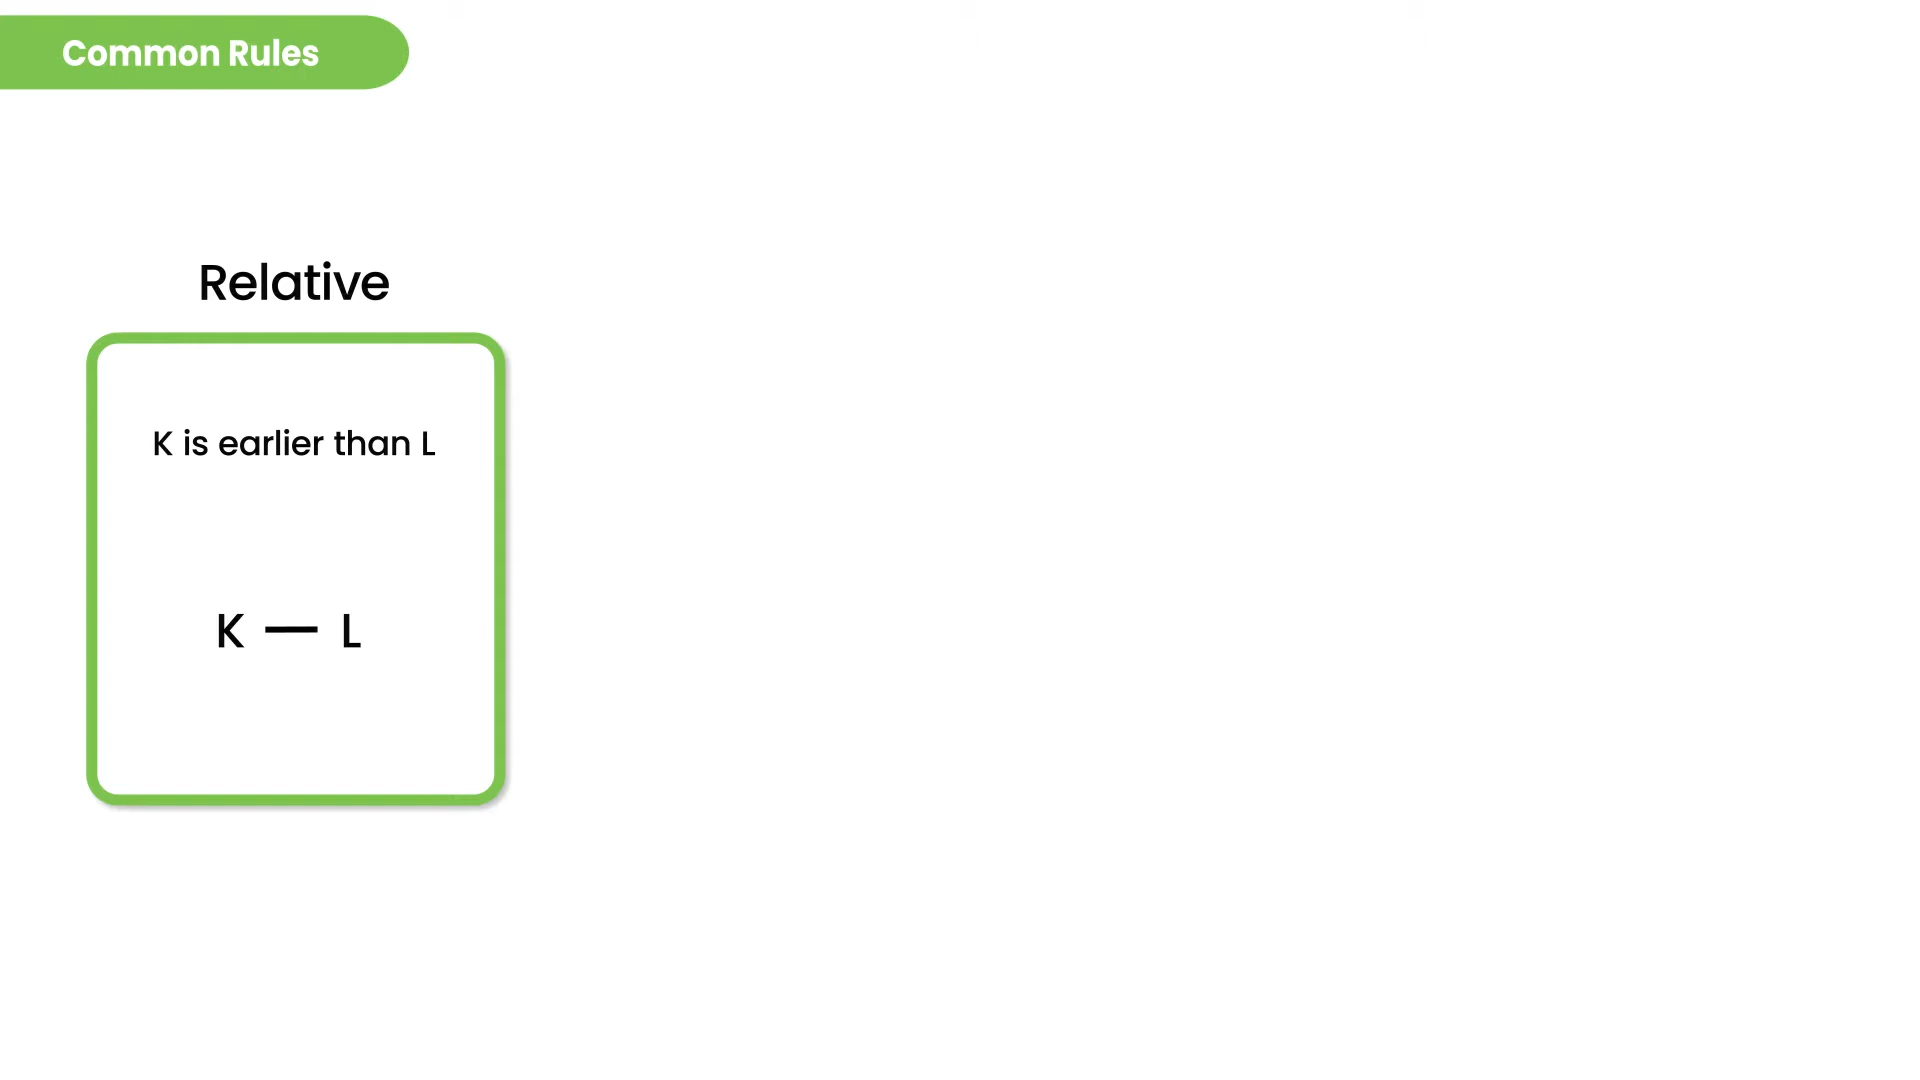 Common Rules
Relative
K is earlier than L
K — L